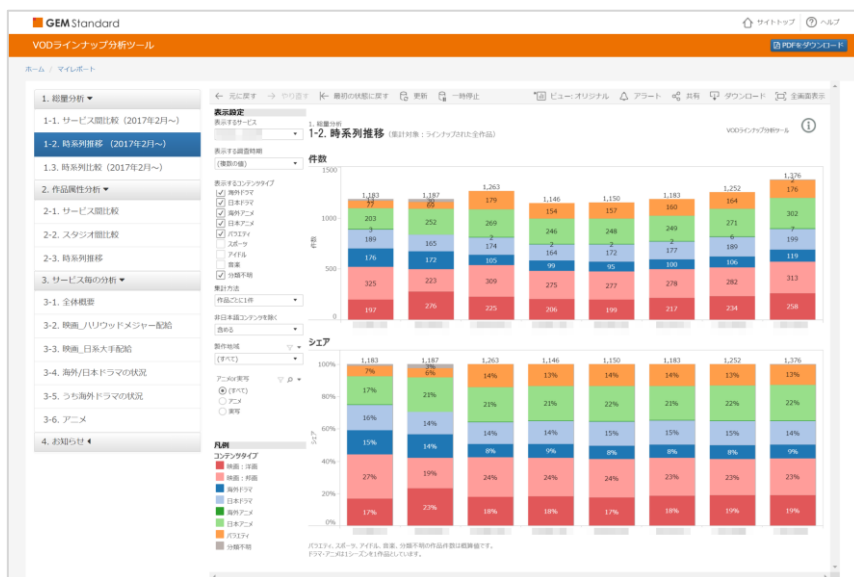 GEM Standard
サイトトップ
ヘルプ
VODラインナップ分析ツール
PDFをダウンロード
ホーム / マイレポート
1. 総量分析
1-1. サービス間比較（2017年2月～）
1-2. 時系列推移 （2017年2月～）
1.3. 時系列比較（2017年2月～）
2. 作品属性分析
2-1. サービス間比較
2-2. スタジオ間比較
2-3. 時系列推移
3. サービス毎の分析
3-1. 全体概要
3-2. 映画_ハリウッドメジャー配給
3-3. 映画_日系大手配給
3-4. 海外/日本ドラマの状況
3-5. うち海外ドラマの状況
3-6. アニメ
4. お知らせ
元に戻す
やり直す
最初の状態に戻す
更新
一時停止
ビュー: オリジナル
アラート
共有
ダウンロード
全画面表示
表示設定
表示するサービス
表示する調査時期
(複数の値)
表示するコンテンツタイプ
海外ドラマ
日本ドラマ
海外アニメ
日本アニメ
バラエティ
スポーツ
アイドル
音楽
分類不明
集計方法
作品ごとに1件
非日本語コンテンツを除く
含める
製作地域
(すべて)
アニメor実写
(すべて)
アニメ
実写
凡例
コンテンツタイプ
映画：洋画
映画：邦画
海外ドラマ
日本ドラマ
海外アニメ
日本アニメ
バラエティ
分類不明
1. 総量分析
1-2. 時系列推移 (集計対象：ラインナップされた全作品)
VODラインナップ分析ツール
件数
1500
1000
500
0
件数
1,183 1,187 1,263 1,146 1,150 1,183 1,252 1,376
179 154 157 160 164 176
203 252 269 246 248 249 271 302
3 2 2 2 2 6 7
189 165 174 164 172 177 189 199
176 172 105 99 95 100 106 119
325 223 309 275 277 278 282 313
197 276 225 206 199 217 234 258
シェア
100%
80%
60%
40%
20%
0%
シェア
1,183 1,187 1,263 1,146 1,150 1,183 1,252 1,376
3%
7% 6% 14% 13% 14% 14% 13% 13%
17% 21% 21% 21% 22% 21% 22% 22%
16% 14% 14% 14% 15% 15% 15% 14%
15% 14% 8% 9% 8% 8% 8% 9%
27% 19% 24% 24% 24% 23% 23% 23%
17% 23% 18% 18% 17% 18% 19% 19%
バラエティ、スポーツ、アイドル、音楽、分類不明の作品件数は概算値です。
ドラマ・アニメは1シーズンを1作品としています。